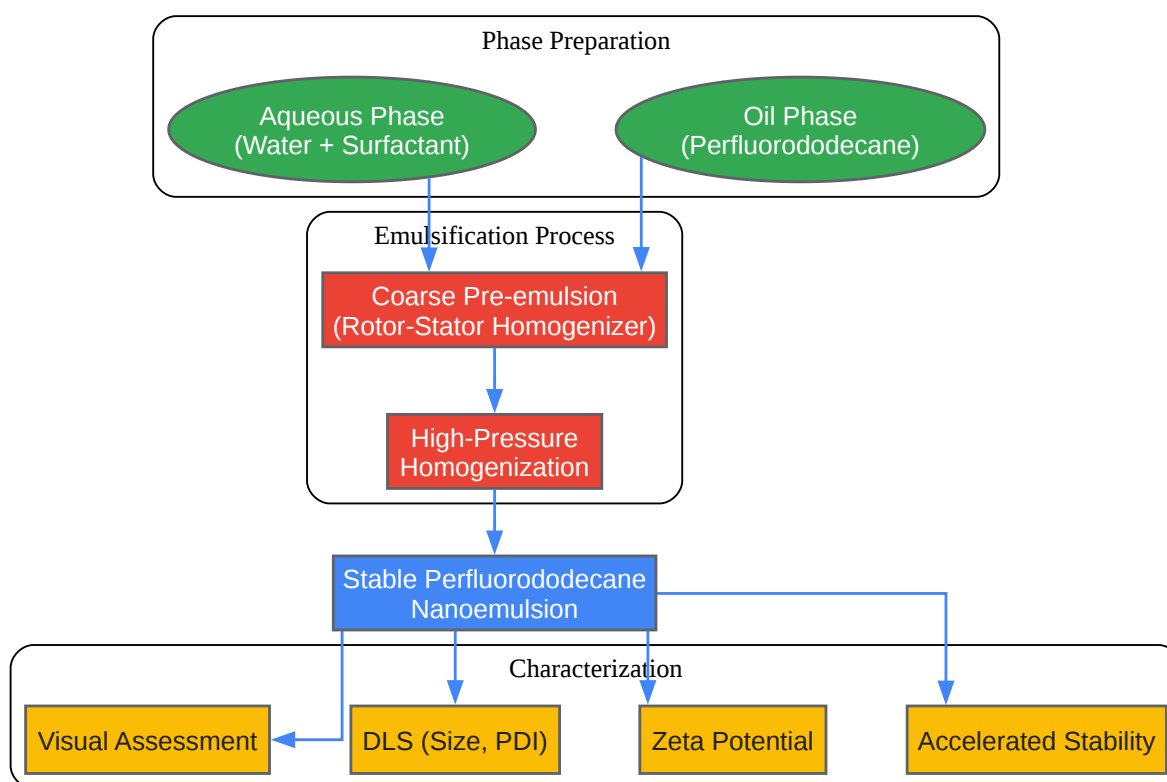 Phase Preparation
Aqueous Phase
(Water + Surfactant)
Oil Phase
(Perfluorododecane)
Emulsification Process
Coarse Pre-emulsion
(Rotor-Stator Homogenizer)
High-Pressure
Homogenization
Stable Perfluorododecane
Nanoemulsion
Characterization
Visual Assessment
DLS (Size, PDI)
Zeta Potential
Accelerated Stability